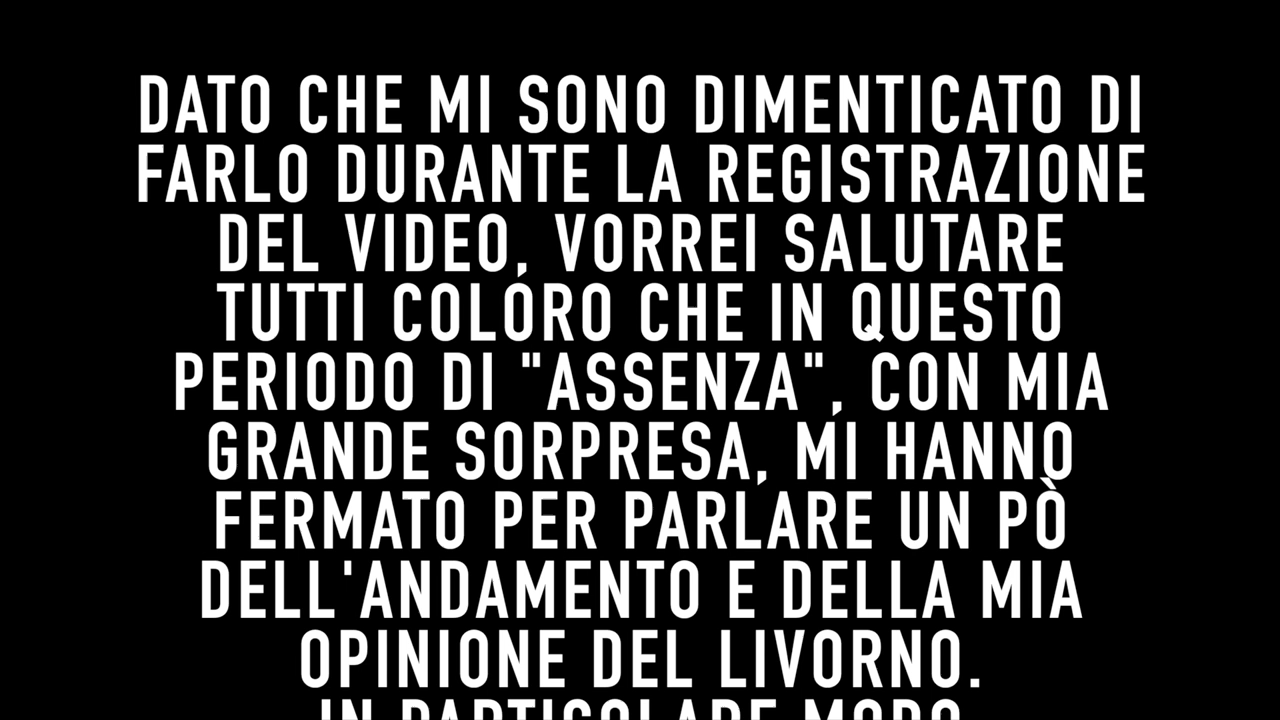 DATO CHE MI SONO DIMENTICATO DI
FARLO DURANTE LA REGISTRAZIONE
DEL VIDEO, VORREI SALUTARE
TUTTI COLORO CHE IN QUESTO
PERIODO DI "ASSENZA", CON MIA
GRANDE SORPRESA, MI HANNO
FERMATO PER PARLARE UN PÒ
DELL'ANDAMENTO E DELLA MIA
OPINIONE DEL LIVORNO.
IN PARTICOLARE MODO